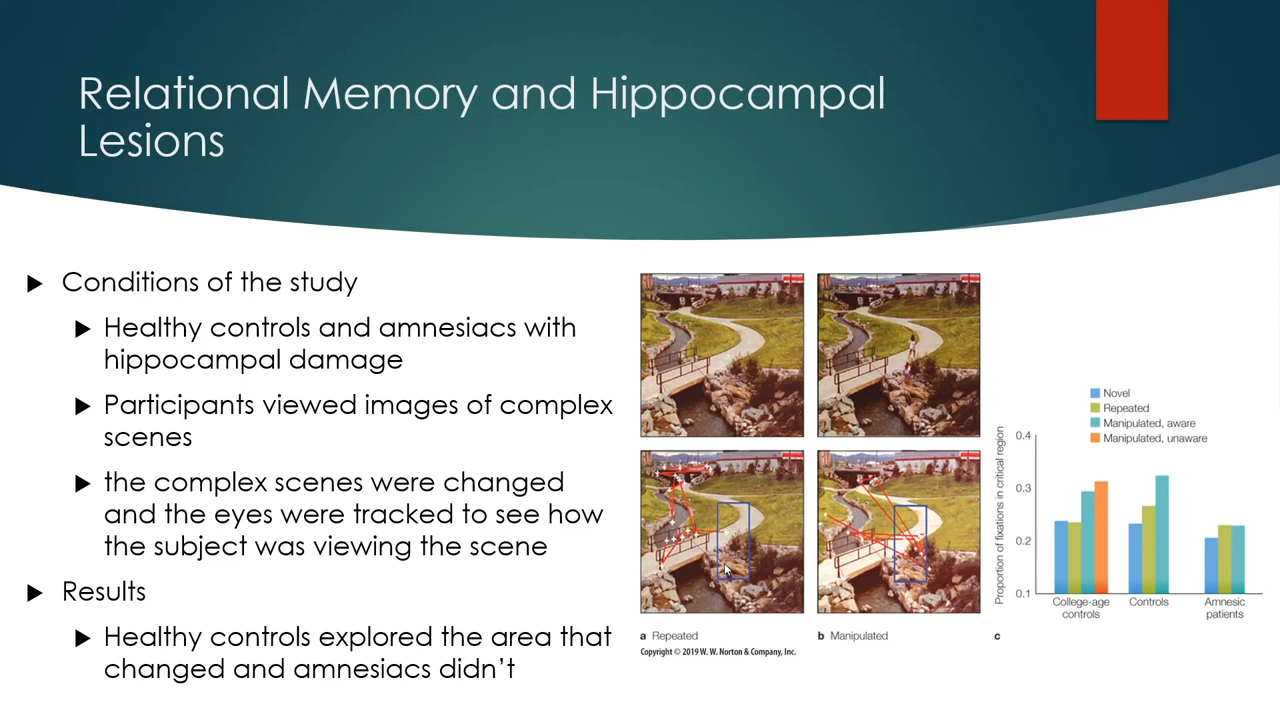 Relational Memory and Hippocampal
Lesions
Conditions of the study
Healthy controls and amnesiacs with
hippocampal damage
Participants viewed images of complex
scenes
the complex scenes were changed
and the eyes were tracked to see how
the subject was viewing the scene
Results
Healthy controls explored the area that
changed and amnesiacs didn't
a Repeated
b Manipulated
Copyright © 2019 W. W. Norton & Company, Inc.
c
Novel
Repeated
Manipulated, aware
Manipulated, unaware
Proportion of fixations in critical region
0.4
0.3
0.2
0.1
College-age
controls
Controls
Amnesic
patients